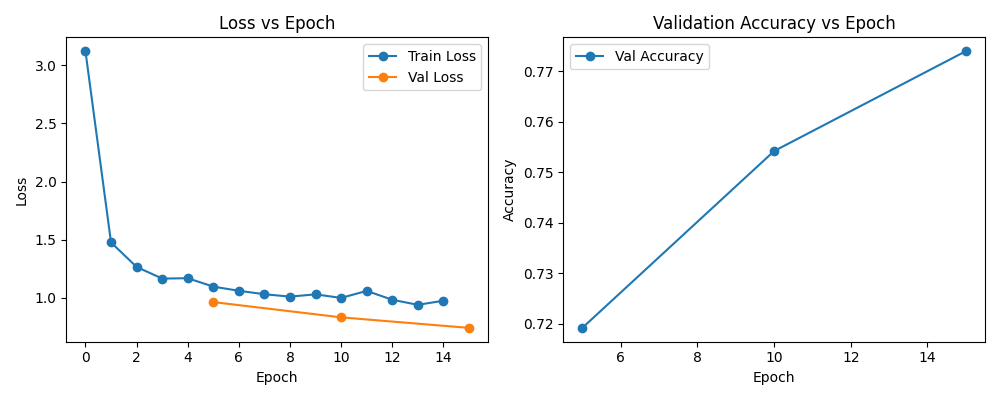 Loss vs Epoch
Train Loss
Val Loss
3.0
2.5
2.0
1.5
1.0
Loss
0 2 4 6 8 10 12 14
Epoch
Validation Accuracy vs Epoch
Val Accuracy
0.77
0.76
0.75
0.74
0.73
0.72
Accuracy
6 8 10 12 14
Epoch